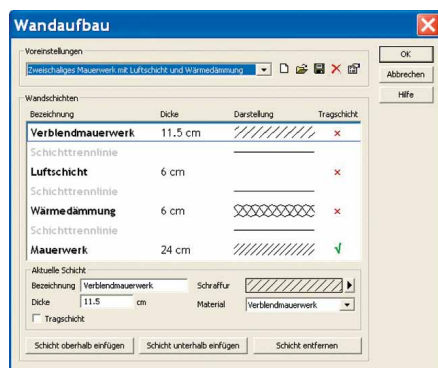 Wandaufbau
Voreinstellungen
Zweischaliges Mauerwerk mit Luftschicht und Wärmedämmung
OK
Abbrechen
Hilfe
Wandschichten
Bezeichnung Dicke Darstellung Tragschicht
Verblendmauerwerk 11.5 cm
Schichttrennlinie
Luftschicht 6 cm
Schichttrennlinie
Wärmedämmung 6 cm
Schichttrennlinie
Mauerwerk 24 cm
Aktuelle Schicht
Bezeichnung Verblendmauerwerk Schraffur
Dicke 11.5 cm Material Verblendmauerwerk
Tragschicht
Schicht oberhalb einfügen Schicht unterhalb einfügen Schicht entfernen